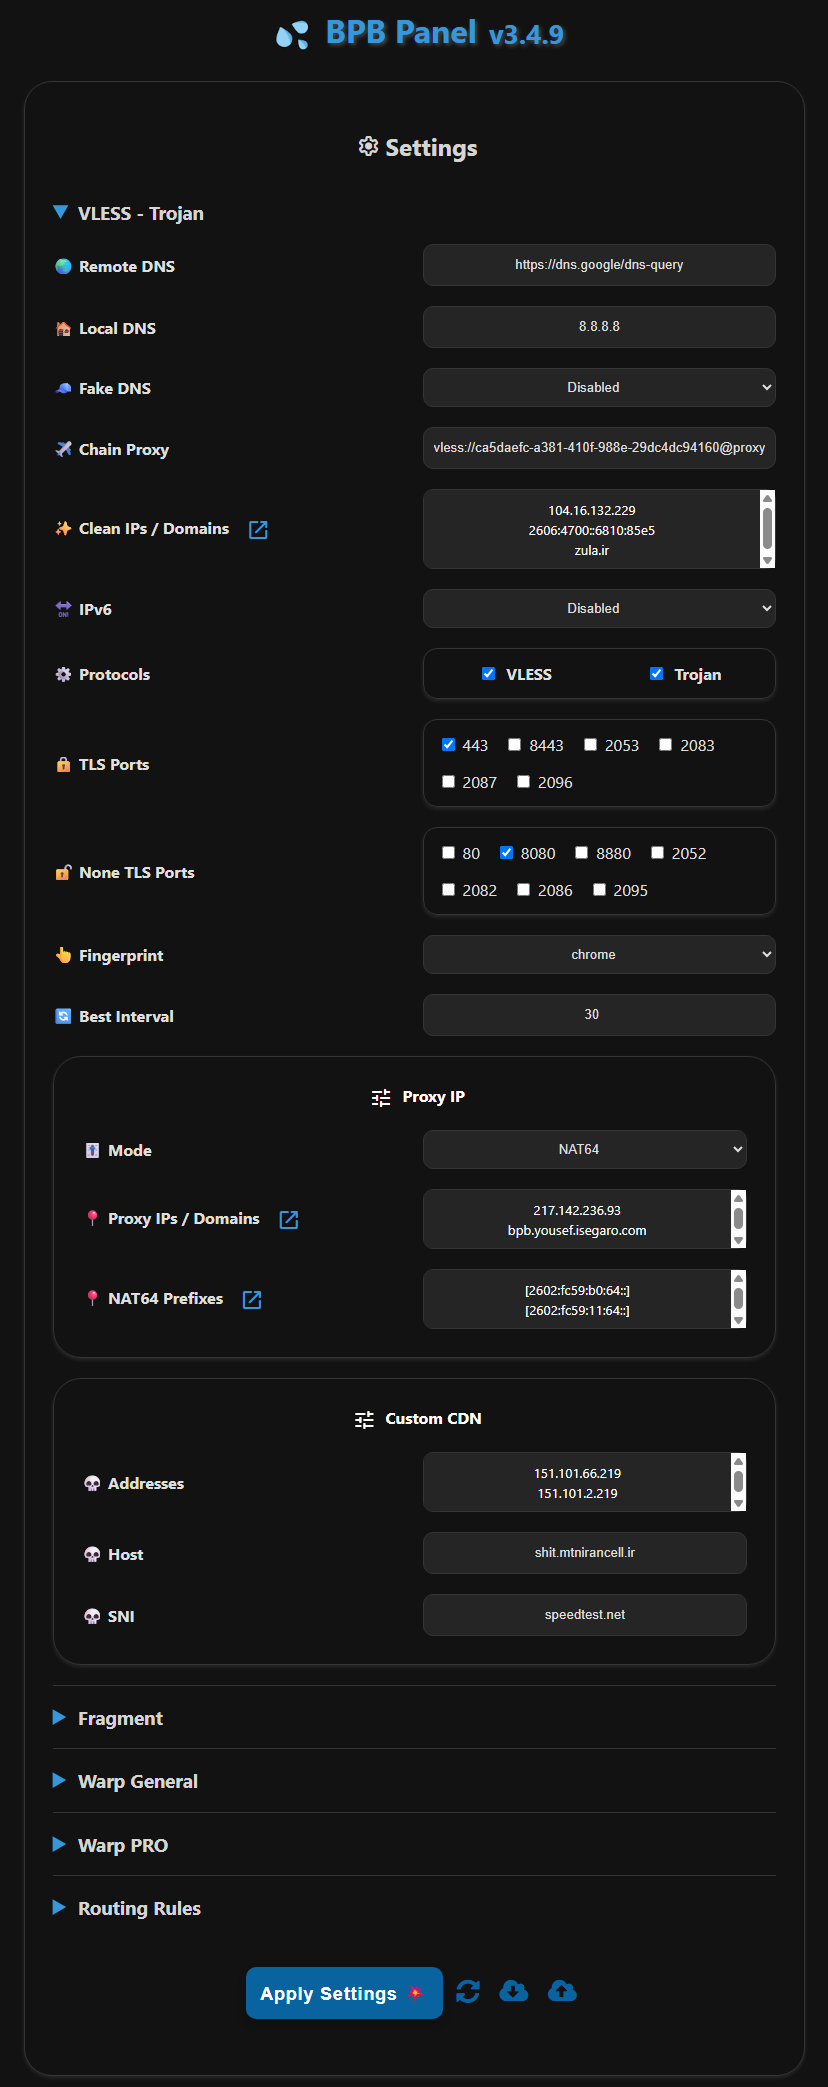 BPB Panel v3.4.9
Settings
VLESS - Trojan
Remote DNS
https://dns.google/dns-query
Local DNS
8.8.8.8
Fake DNS
Disabled
Chain Proxy
vless://ca5daefc-a381-410f-988e-29dc4dc94160@proxy
Clean IPs / Domains
104.16.132.229
2606:4700::6810:85e5
zula.ir
IPv6
Disabled
Protocols
VLESS Trojan
TLS Ports
443 8443 2053 2083
2087 2096
None TLS Ports
80 8080 8880 2052
2082 2086 2095
Fingerprint
chrome
Best Interval
30
Proxy IP
Mode
NAT64
Proxy IPs / Domains
217.142.236.93
bpb.yousef.isegaro.com
NAT64 Prefixes
[2602:fc59:b0:64::]
[2602:fc59:11:64::]
Custom CDN
Addresses
151.101.66.219
151.101.2.219
Host
shit.mtnirancell.ir
SNI
speedtest.net
Fragment
Warp General
Warp PRO
Routing Rules
Apply Settings